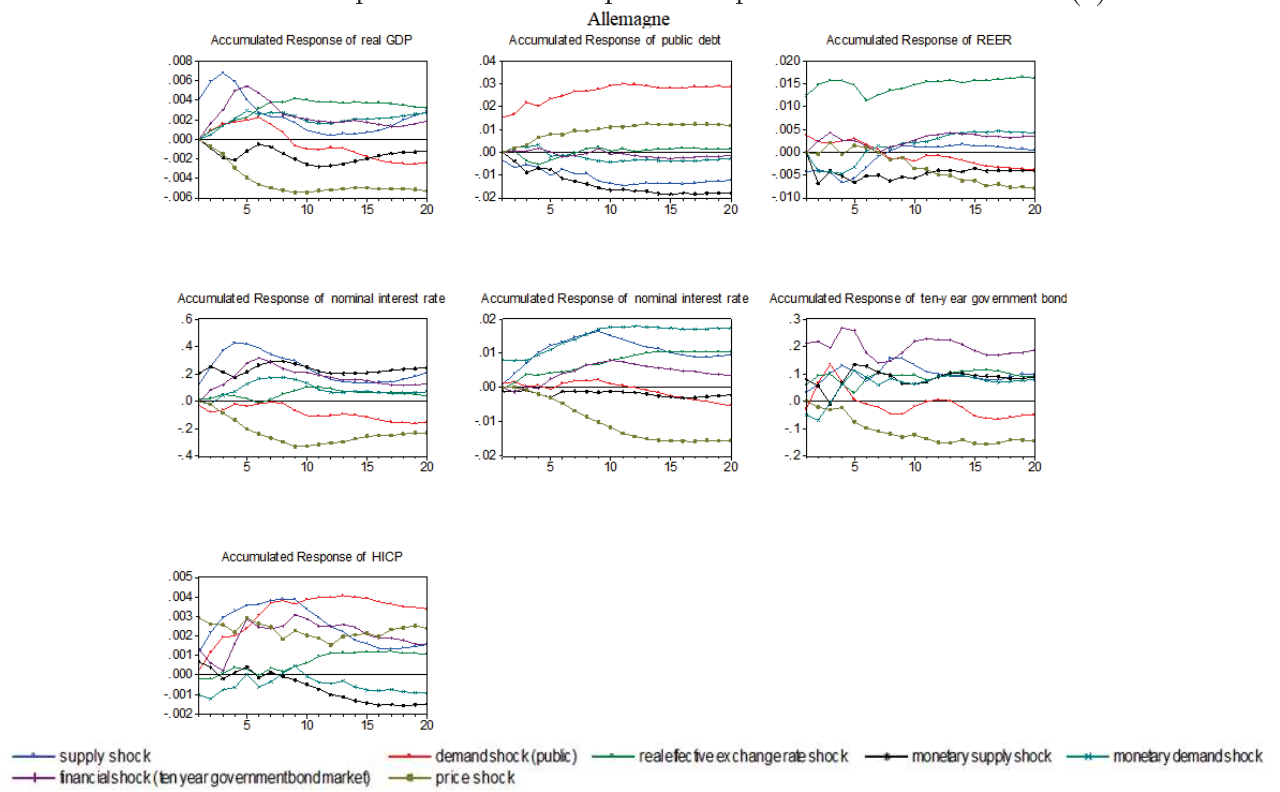 Allemagne
Accumulated Response of real GDP
Accumulated Response of public debt
Accumulated Response of REER
.008
.006
.004
.002
.000
-.002
-.004
-.006
5 10 15 20
.04
.03
.02
.01
.00
-.01
-.02
5 10 15 20
.020
.015
.010
.005
.000
-.005
-.010
5 10 15 20
Accumulated Response of nominal interest rate
Accumulated Response of nominal interest rate
Accumulated Response of ten-year government bond
.6
.4
.2
.0
-.2
-.4
5 10 15 20
.02
.01
.00
-.01
-.02
5 10 15 20
.3
.2
.1
.0
-.1
-.2
5 10 15 20
Accumulated Response of HICP
.005
.004
.003
.002
.001
.000
-.001
-.002
5 10 15 20
supply shock
demand shock (public)
real efective exchange rate shock
monetary supply shock
monetary demand shock
financial shock (ten year government bond market)
price shock